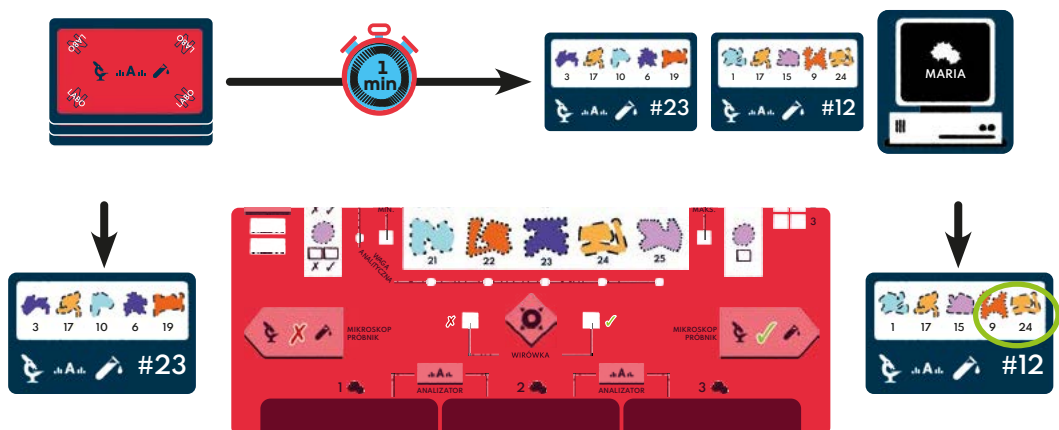 LABO LABO
A
LABO LABO
1
min
3 17 10 6 19
A #23
1 17 15 9 24
A #12
MARIA
MIN.
MAKS.
3
21 22 23 24 25
WAGA
ANALITYCZNA
MIKROSKOP
PRÓBNIK
WIRÓWKA
MIKROSKOP
PRÓBNIK
1
A
ANALIZATOR
2
A
ANALIZATOR
3
3 17 10 6 19
A #23
1 17 15 9 24
A #12